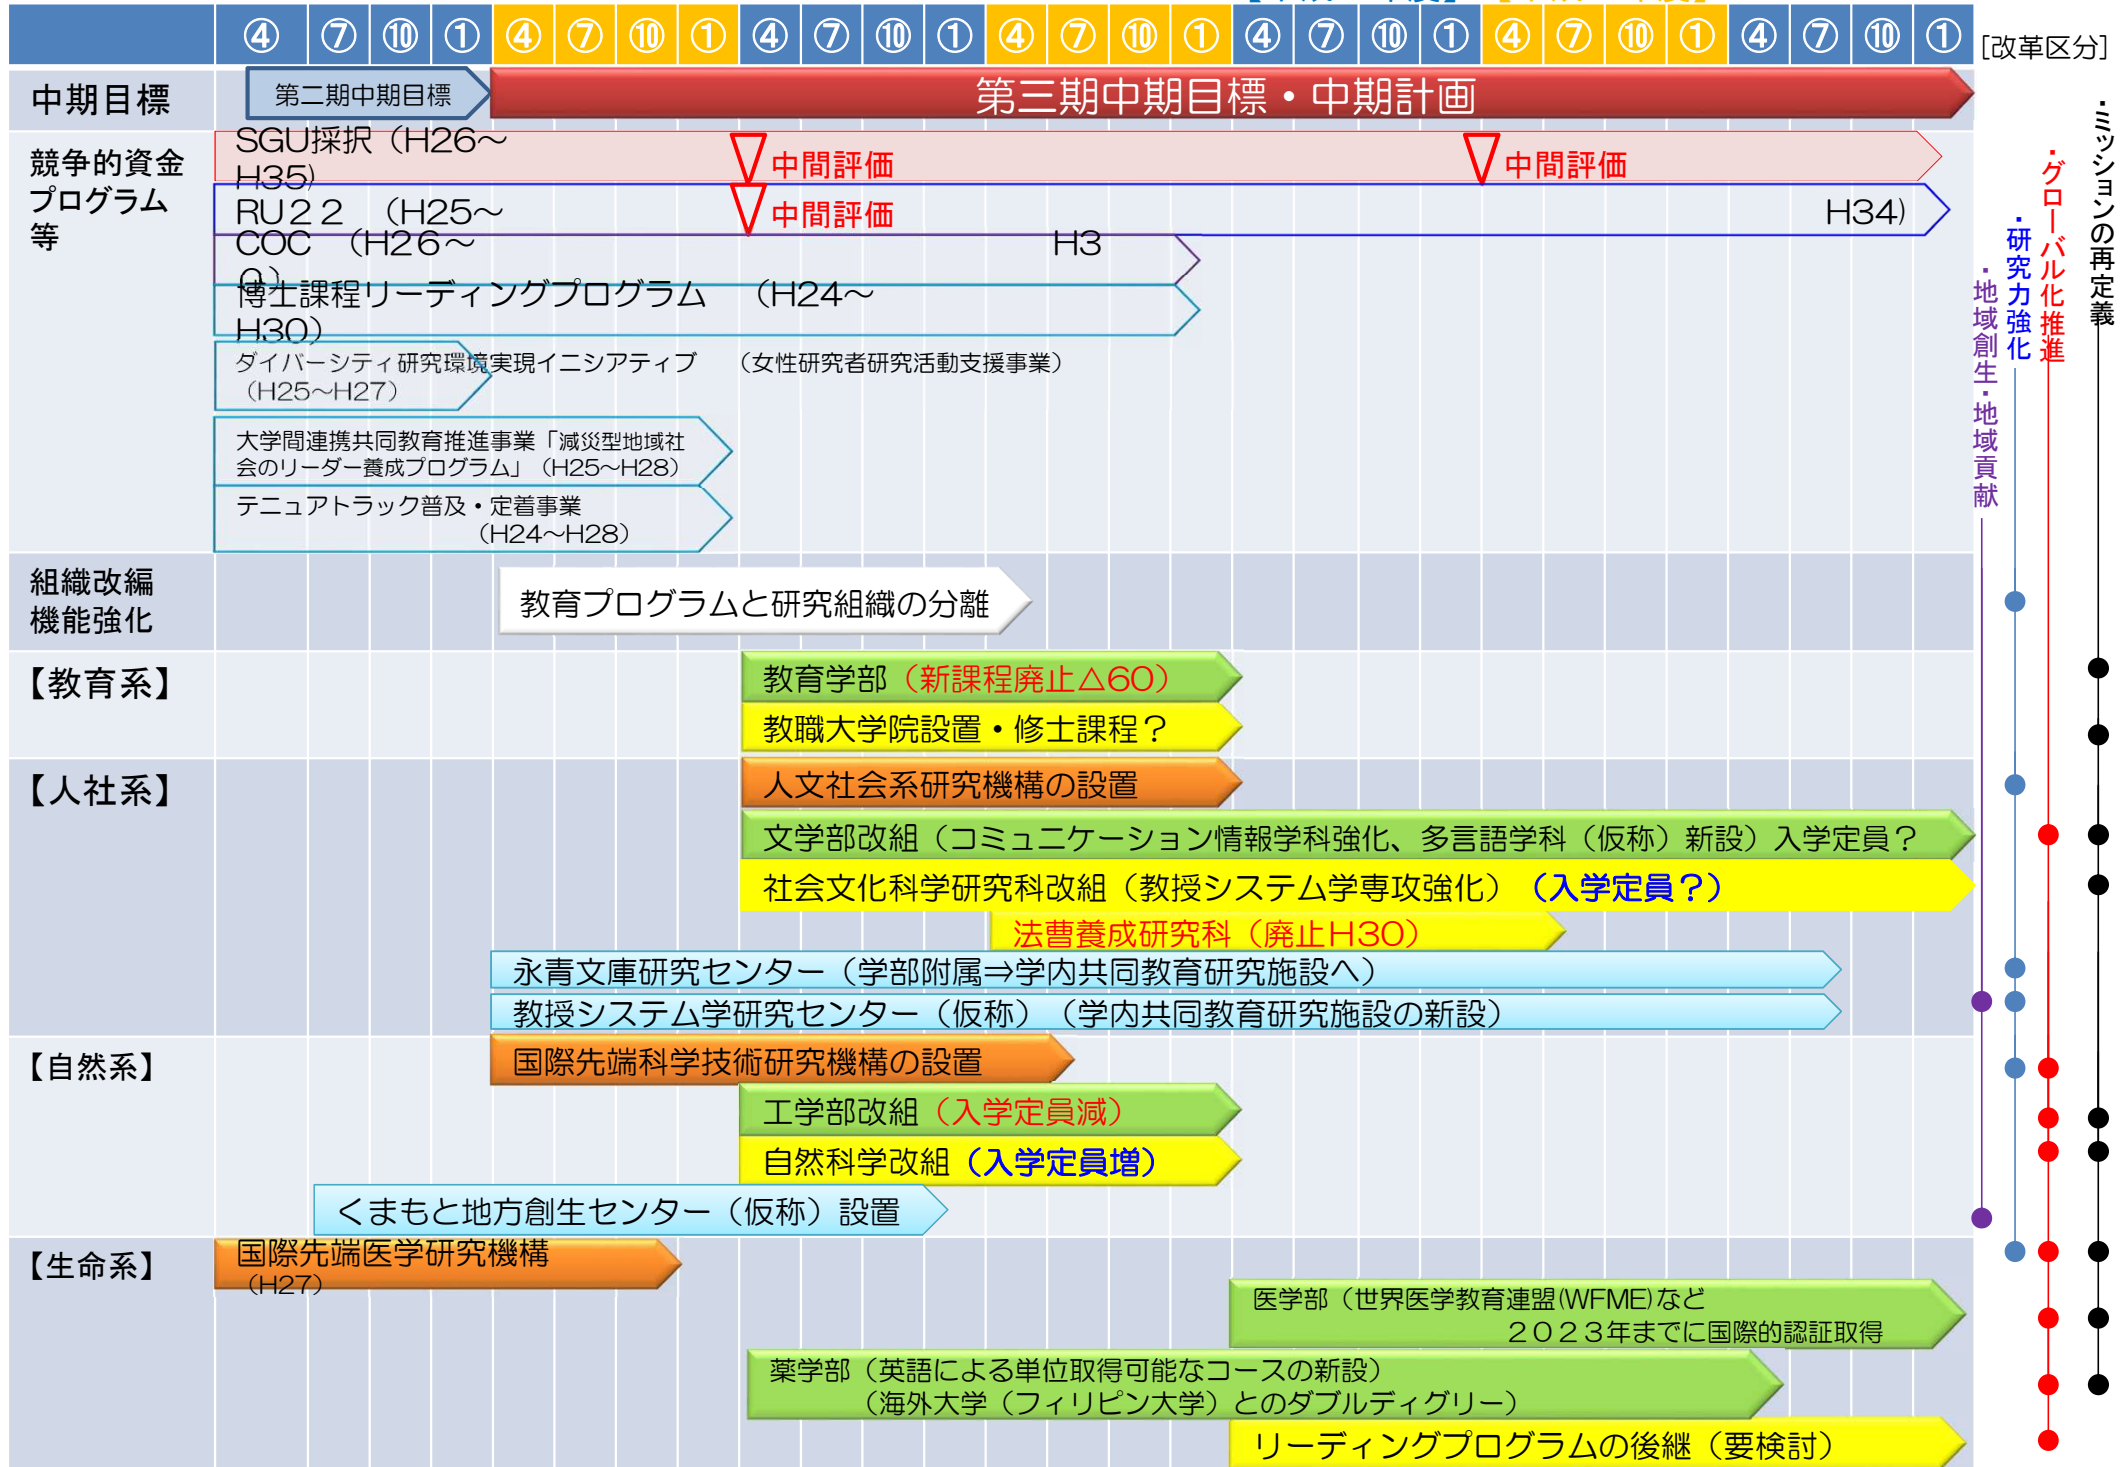 ④ ⑦ ⑩ ① ④ ⑦ ⑩ ① ④ ⑦ ⑩ ① ④ ⑦ ⑩ ① ④ ⑦ ⑩ ① ④ ⑦ ⑩ ① ④ ⑦ ⑩ ①
[改革区分]
中期目標
第二期中期目標
第三期中期目標・中期計画
競争的資金
プログラム
等
SGU採択（H26～
H35）
中間評価
中間評価
RU２２　（H25～
H34）
中間評価
COC　（H26～
H3
０）
博士課程リーディングプログラム　（H24～
H30）
ダイバーシティ研究環境実現イニシアティブ　（女性研究者研究活動支援事業）
（H25～H27）
大学間連携共同教育推進事業「減災型地域社
会のリーダー養成プログラム」（H25～H28）
テニュアトラック普及・定着事業
（H24～H28）
組織改編
機能強化
教育プログラムと研究組織の分離
【教育系】
教育学部（新課程廃止△60）
教職大学院設置・修士課程？
【人社系】
人文社会系研究機構の設置
文学部改組（コミュニケーション情報学科強化、多言語学科（仮称）新設）入学定員？
社会文化科学研究科改組（教授システム学専攻強化）（入学定員？）
法曹養成研究科（廃止H30）
永青文庫研究センター（学部附属⇒学内共同教育研究施設へ）
教授システム学研究センター（仮称）（学内共同教育研究施設の新設）
【自然系】
国際先端科学技術研究機構の設置
工学部改組（入学定員減）
自然科学改組（入学定員増）
くまもと地方創生センター（仮称）設置
【生命系】
国際先端医学研究機構
（H27）
医学部（世界医学教育連盟(WFME)など
２０２３年までに国際的認証取得
薬学部（英語による単位取得可能なコースの新設）
（海外大学（フィリピン大学）とのダブルディグリー）
リーディングプログラムの後継（要検討）
・ミッションの再定義
・グローバル化推進
・研究力強化
・地域創生・地域貢献